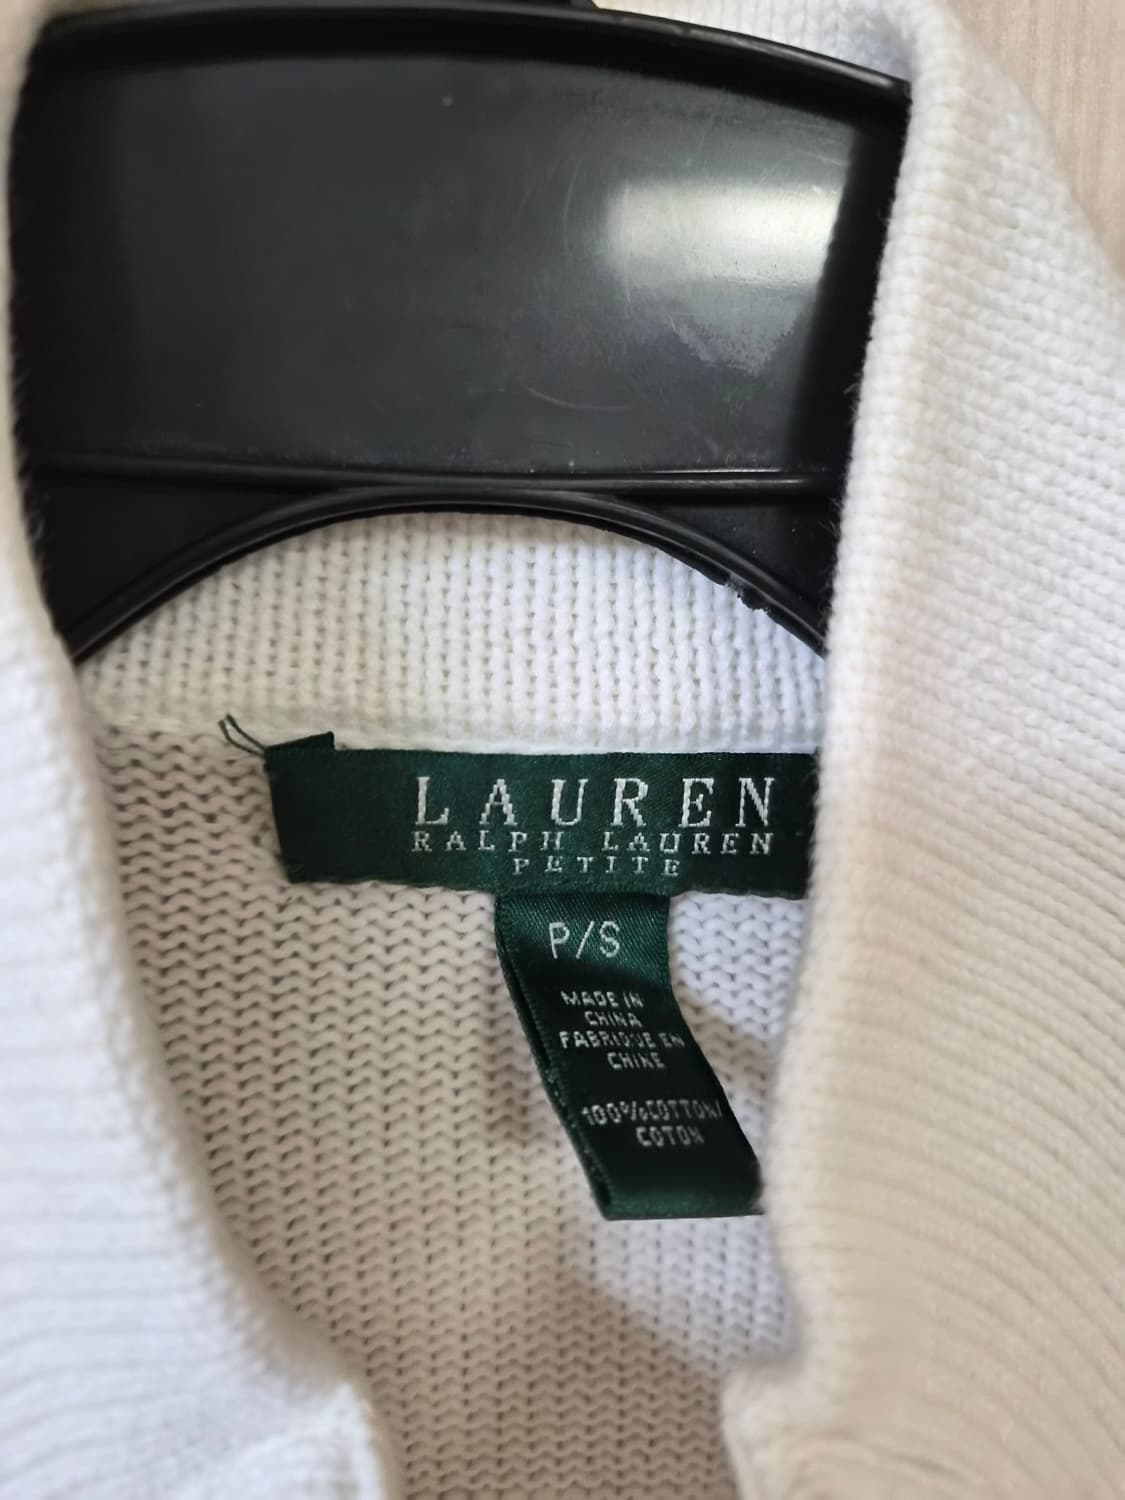 LAUREN
RALPH LAUREN
PETITE
P/S
MADE IN
CHINA
FABRIQUE EN
CHINE
100%COTTON/
COTON